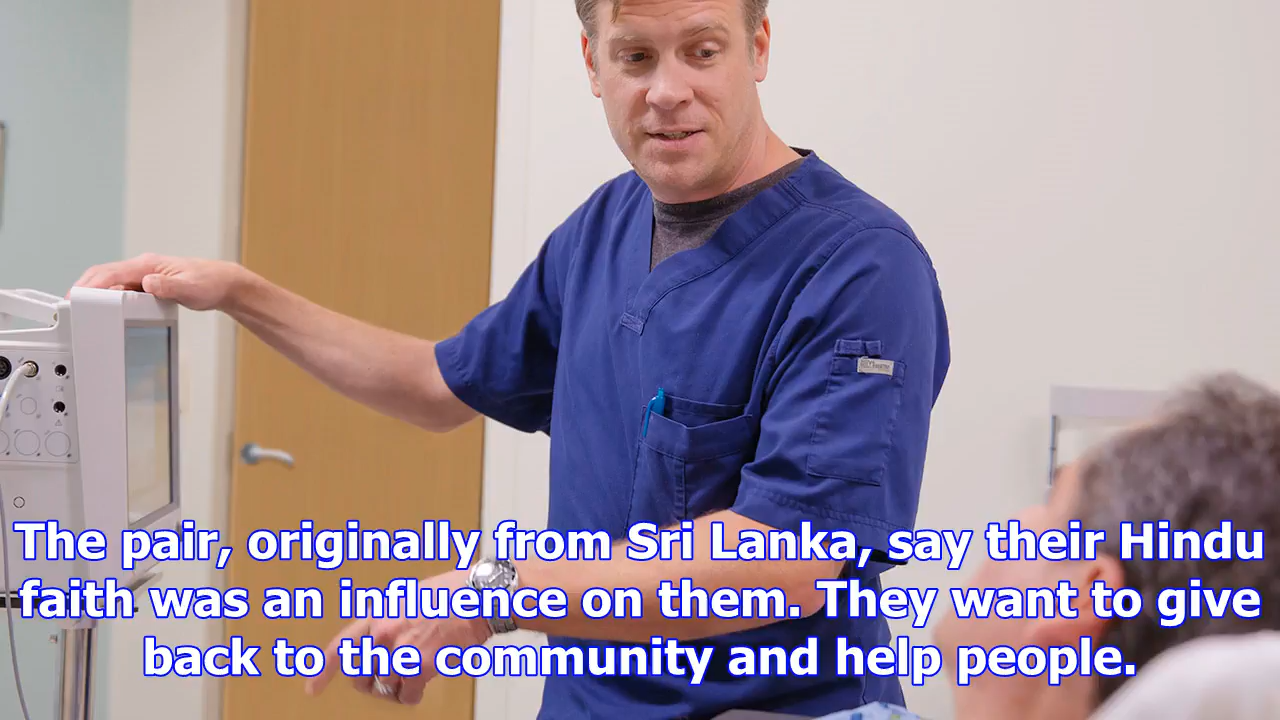 The pair, originally from Sri Lanka, say their Hindu
faith was an influence on them. They want to give
back to the community and help people.